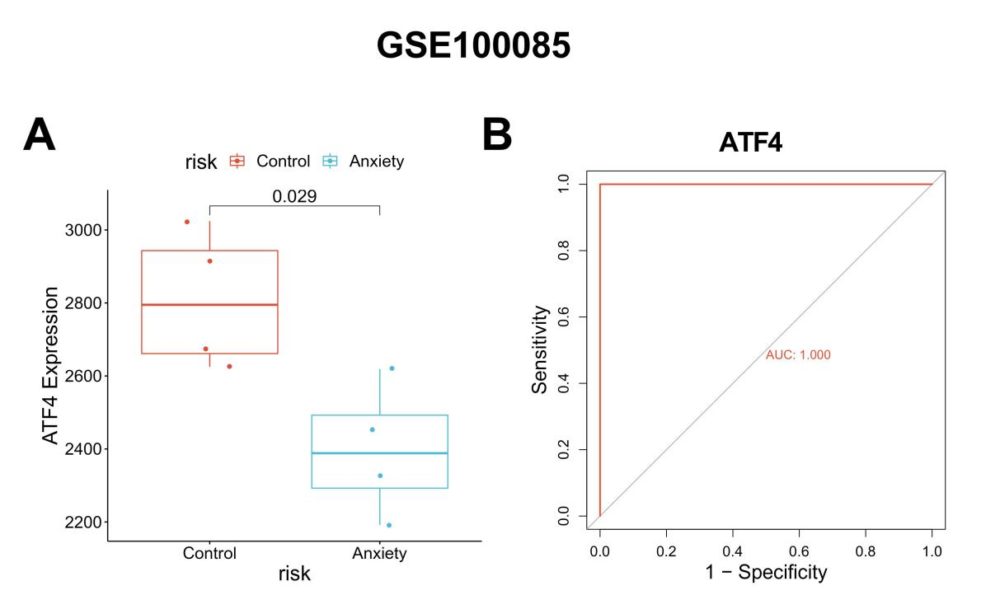 GSE100085
A
risk Control Anxiety
0.029
3000
2800
2600
2400
2200
ATF4 Expression
Control Anxiety
risk
B
ATF4
1.0
0.8
0.6
0.4
0.2
0.0
Sensitivity
AUC: 1.000
0.0 0.2 0.4 0.6 0.8 1.0
1 − Specificity